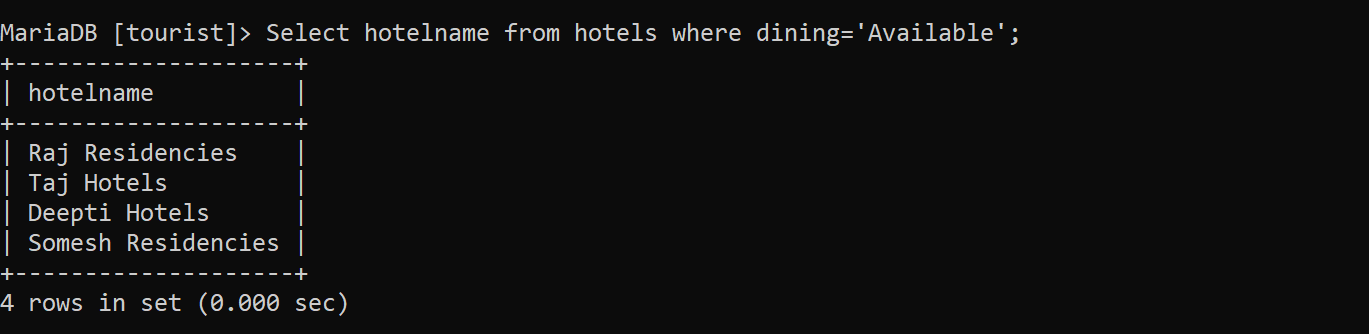 MariaDB [tourist]> Select hotelname from hotels where dining='Available';
+--------------------+
| hotelname          |
+--------------------+
| Raj Residencies    |
| Taj Hotels         |
| Deepti Hotels      |
| Somesh Residencies |
+--------------------+
4 rows in set (0.000 sec)